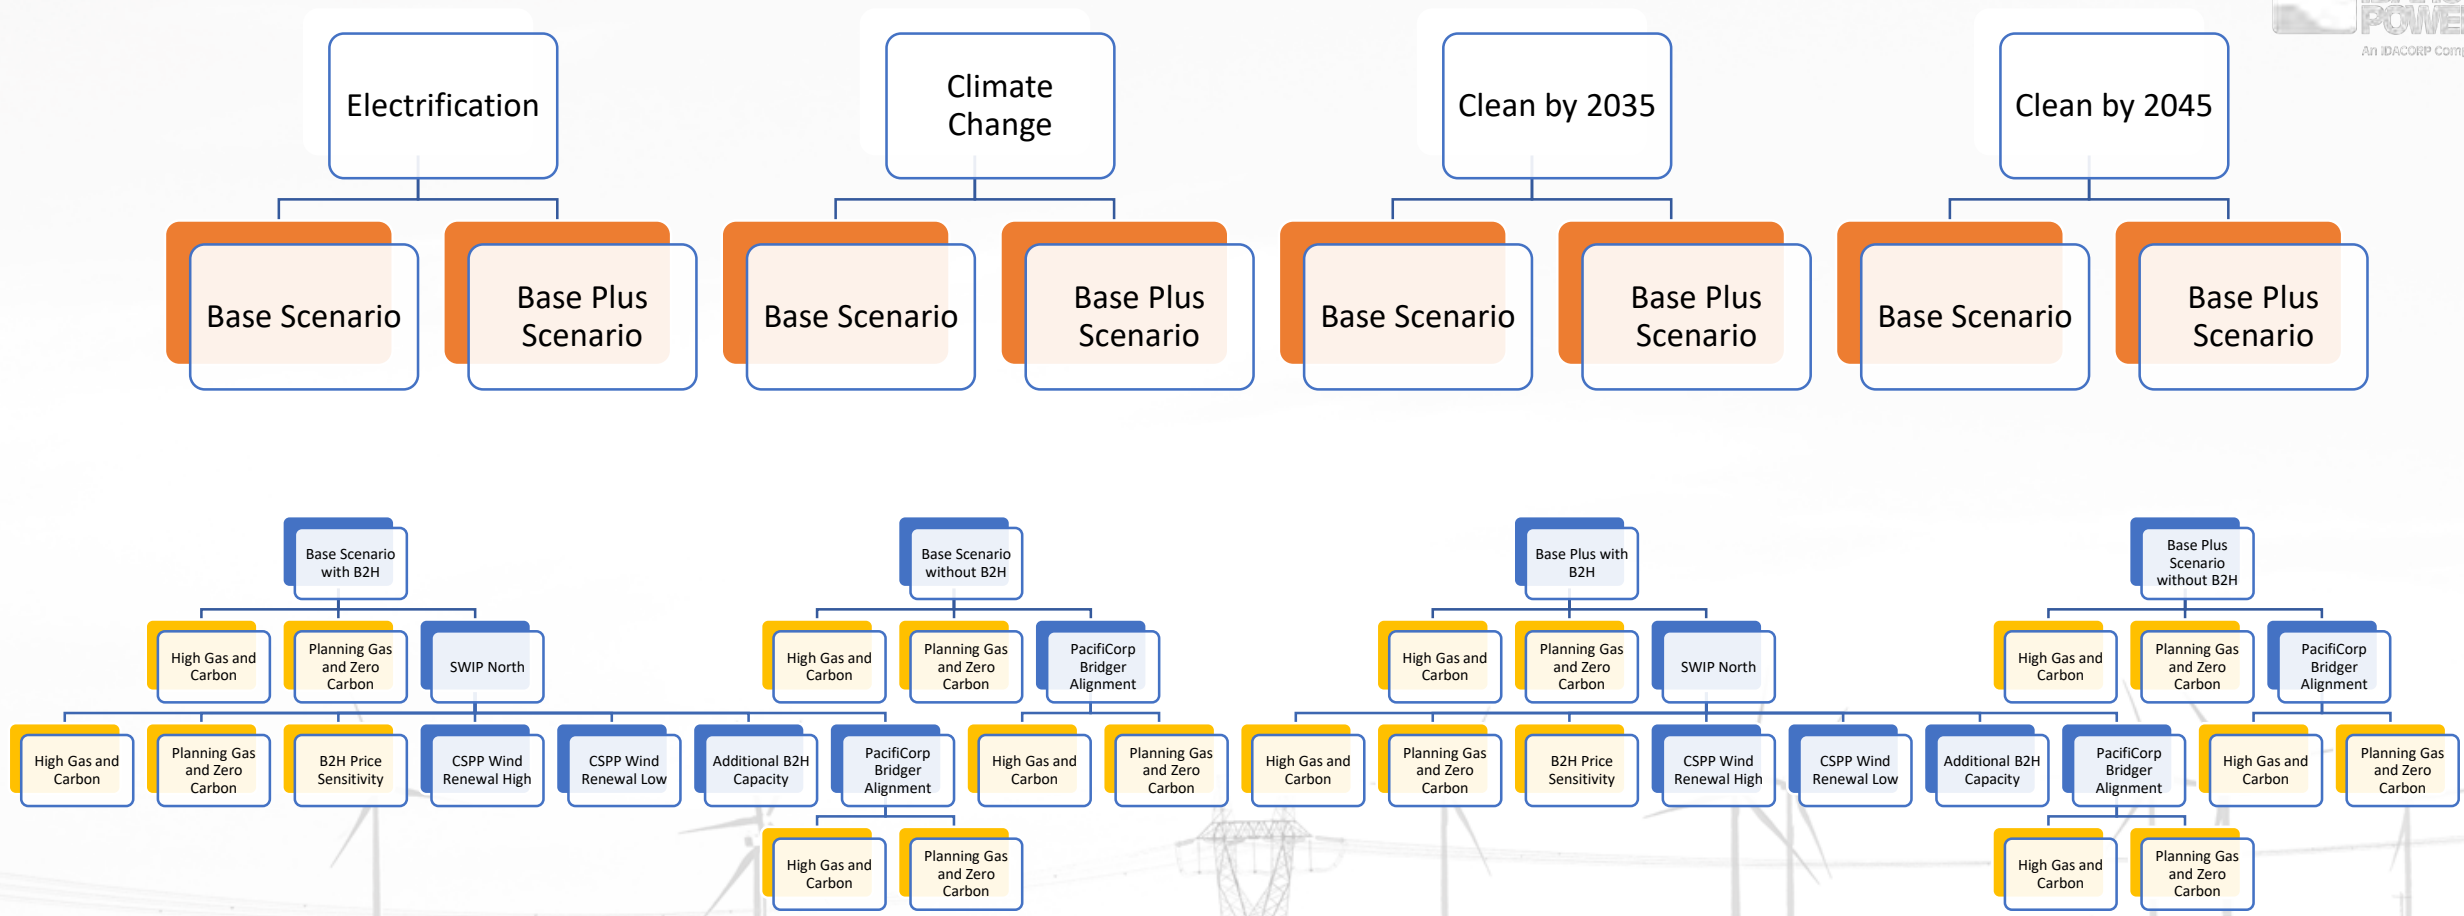 POWER
An IDACORP Comp
Electrification
Climate
Change
Clean by 2035
Clean by 2045
Base Scenario
Base Plus
Scenario
Base Scenario
Base Plus
Scenario
Base Scenario
Base Plus
Scenario
Base Scenario
Base Plus
Scenario
Base Scenario
with B2H
Base Scenario
without B2H
Base Plus with
B2H
Base Plus
Scenario
without B2H
High Gas and
Carbon
Planning Gas
and Zero
Carbon
SWIP North
High Gas and
Carbon
Planning Gas
and Zero
Carbon
PacifiCorp
Bridger
Alignment
High Gas and
Carbon
Planning Gas
and Zero
Carbon
SWIP North
High Gas and
Carbon
Planning Gas
and Zero
Carbon
PacifiCorp
Bridger
Alignment
High Gas and
Carbon
Planning Gas
and Zero
Carbon
B2H Price
Sensitivity
CSPP Wind
Renewal High
CSPP Wind
Renewal Low
Additional B2H
Capacity
PacifiCorp
Bridger
Alignment
High Gas and
Carbon
Planning Gas
and Zero
Carbon
High Gas and
Carbon
Planning Gas
and Zero
Carbon
B2H Price
Sensitivity
CSPP Wind
Renewal High
CSPP Wind
Renewal Low
Additional B2H
Capacity
PacifiCorp
Bridger
Alignment
High Gas and
Carbon
Planning Gas
and Zero
Carbon
High Gas and
Carbon
Planning Gas
and Zero
Carbon
High Gas and
Carbon
Planning Gas
and Zero
Carbon